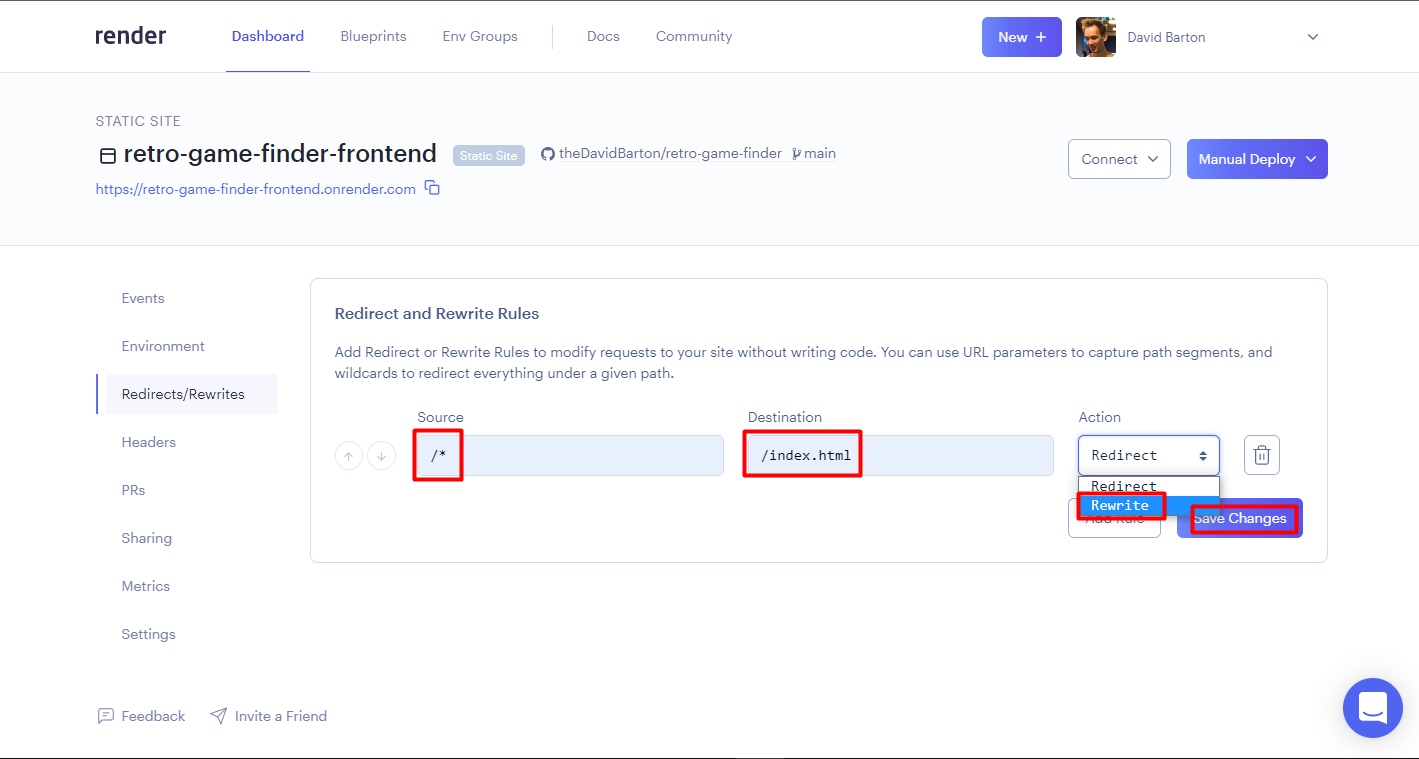 render Dashboard Blueprints Env Groups Docs Community New + David Barton
STATIC SITE
retro-game-finder-frontend Static Site theDavidBarton/retro-game-finder main Connect Manual Deploy
https://retro-game-finder-frontend.onrender.com
Events
Environment
Redirects/Rewrites
Headers
PRs
Sharing
Metrics
Settings
Redirect and Rewrite Rules
Add Redirect or Rewrite Rules to modify requests to your site without writing code. You can use URL parameters to capture path segments, and
wildcards to redirect everything under a given path.
Source Destination Action
/* /index.html Redirect
Redirect
Rewrite
Add Rule Save Changes
Feedback Invite a Friend